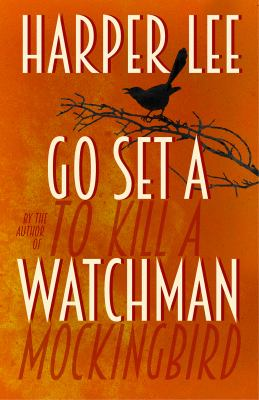 HARPER LEE
GO SET A
BY THE
AUTHOR
OF
TO KILL A
WATCHMAN
MOCKINGBIRD